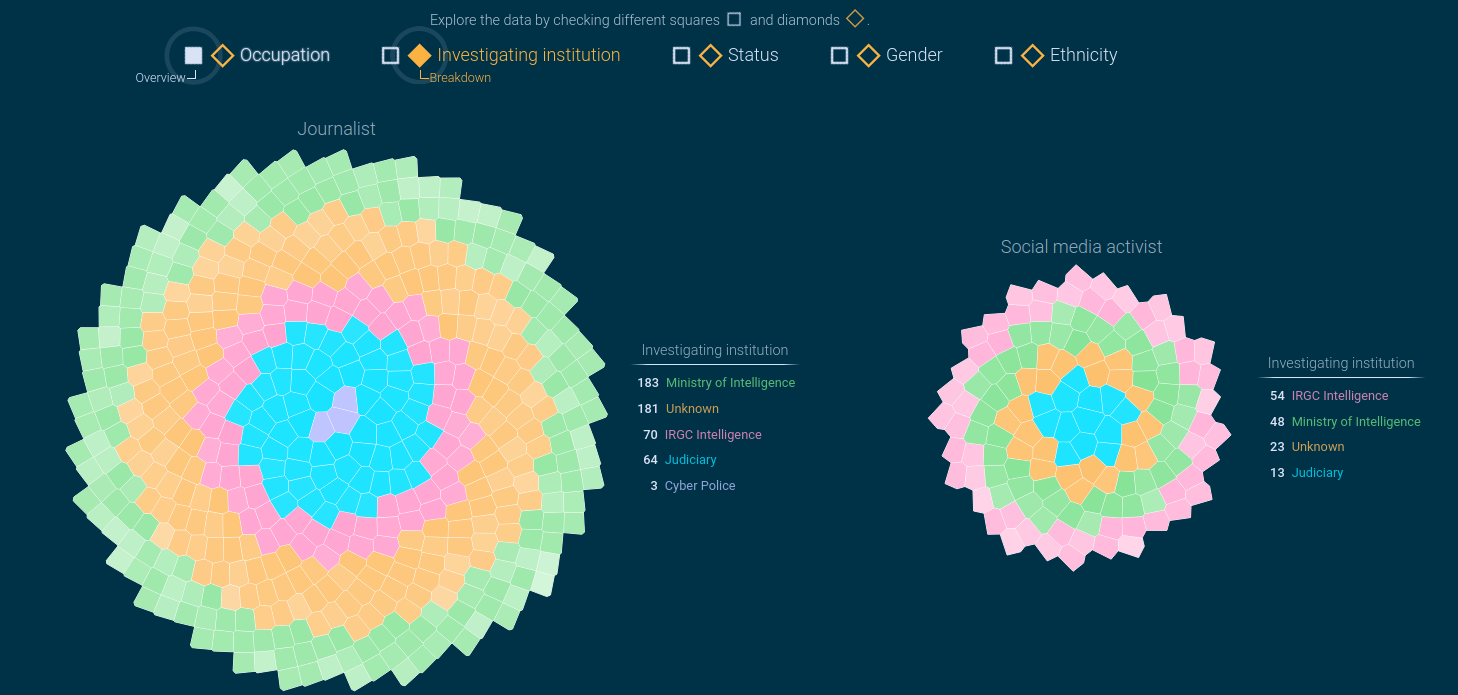 Explore the data by checking different squares and diamonds .
Occupation Investigating institution Status Gender Ethnicity
Overview Breakdown
Journalist
Social media activist
Investigating institution
183 Ministry of Intelligence
181 Unknown
70 IRGC Intelligence
64 Judiciary
3 Cyber Police
Investigating institution
54 IRGC Intelligence
48 Ministry of Intelligence
23 Unknown
13 Judiciary